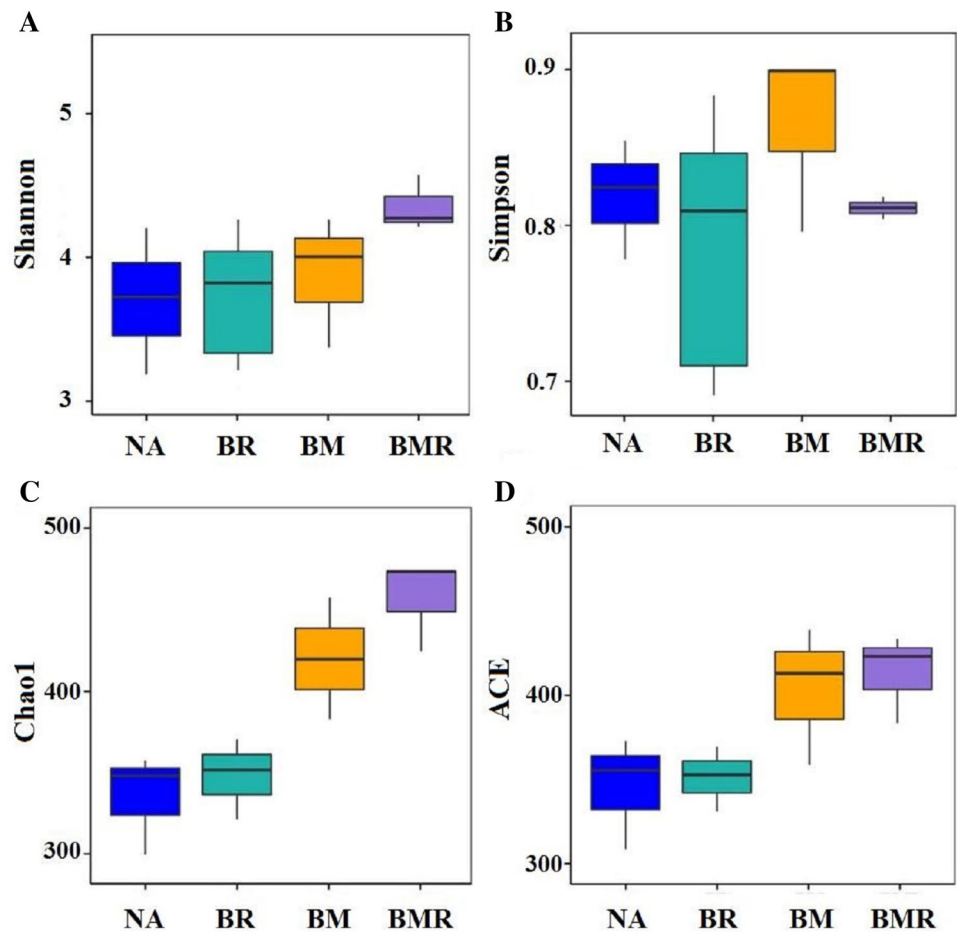 A
Shannon
5
4
3
NA BR BM BMR
B
Simpson
0.9
0.8
0.7
NA BR BM BMR
C
Chao1
500
400
300
NA BR BM BMR
D
ACE
500
400
300
NA BR BM BMR